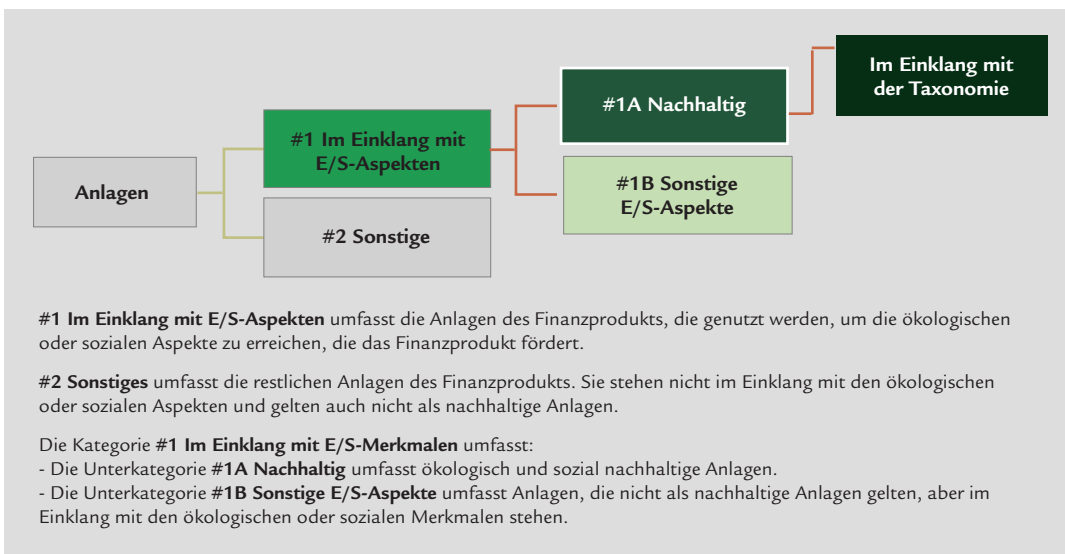 Im Einklang mit
der Taxonomie
#1A Nachhaltig
#1 Im Einklang mit
E/S-Aspekten
Anlagen
#1B Sonstige
E/S-Aspekte
#2 Sonstige
#1 Im Einklang mit E/S-Aspekten umfasst die Anlagen des Finanzprodukts, die genutzt werden, um die ökologischen
oder sozialen Aspekte zu erreichen, die das Finanzprodukt fördert.
#2 Sonstiges umfasst die restlichen Anlagen des Finanzprodukts. Sie stehen nicht im Einklang mit den ökologischen
oder sozialen Aspekten und gelten auch nicht als nachhaltige Anlagen.
Die Kategorie #1 Im Einklang mit E/S-Merkmalen umfasst:
- Die Unterkategorie #1A Nachhaltig umfasst ökologisch und sozial nachhaltige Anlagen.
- Die Unterkategorie #1B Sonstige E/S-Aspekte umfasst Anlagen, die nicht als nachhaltige Anlagen gelten, aber im
Einklang mit den ökologischen oder sozialen Merkmalen stehen.